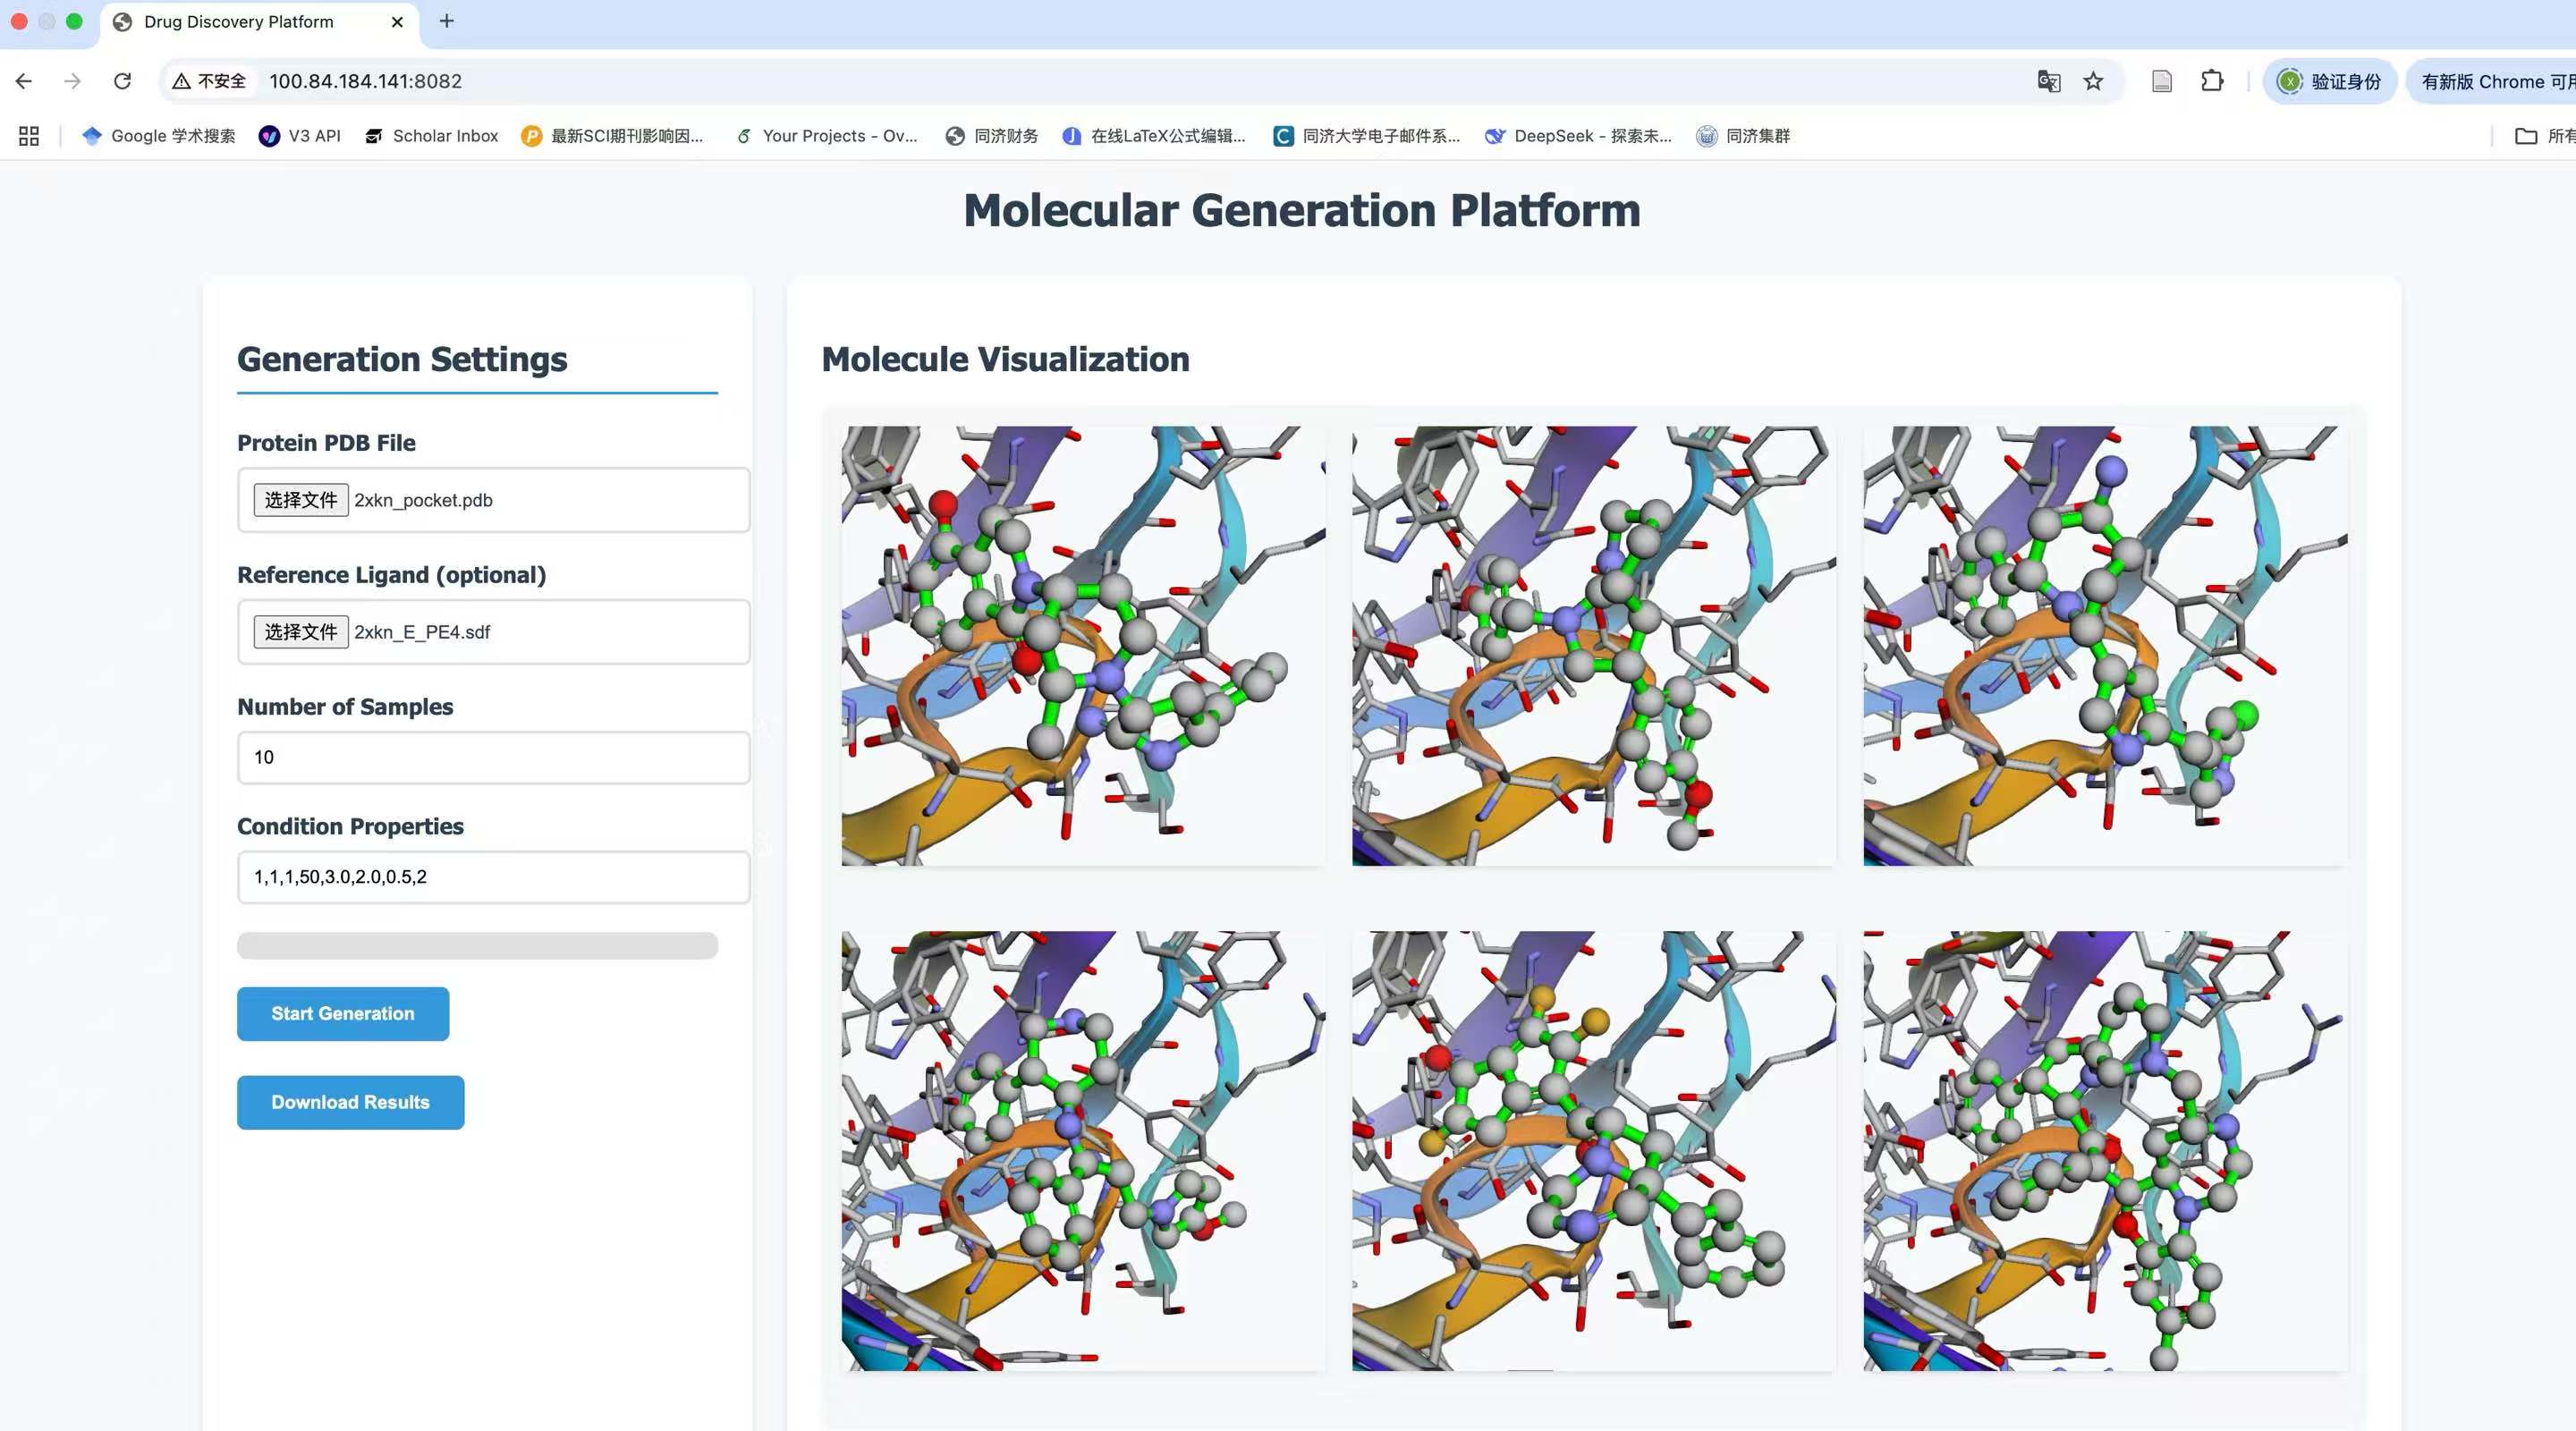 Drug Discovery Platform
不安全 100.84.184.141:8082 验证身份 有新版 Chrome 可用
Google 学术搜索 V3 API Scholar Inbox 最新SCI期刊影响因... Your Projects - Ov... 同济财务 在线LaTeX公式编辑... 同济大学电子邮件系... DeepSeek - 探索未... 同济集群 所有
Molecular Generation Platform
Generation Settings
Protein PDB File
选择文件 2xkn_pocket.pdb
Reference Ligand (optional)
选择文件 2xkn_E_PE4.sdf
Number of Samples
10
Condition Properties
1,1,1,50,3.0,2.0,0.5,2
Start Generation
Download Results
Molecule Visualization